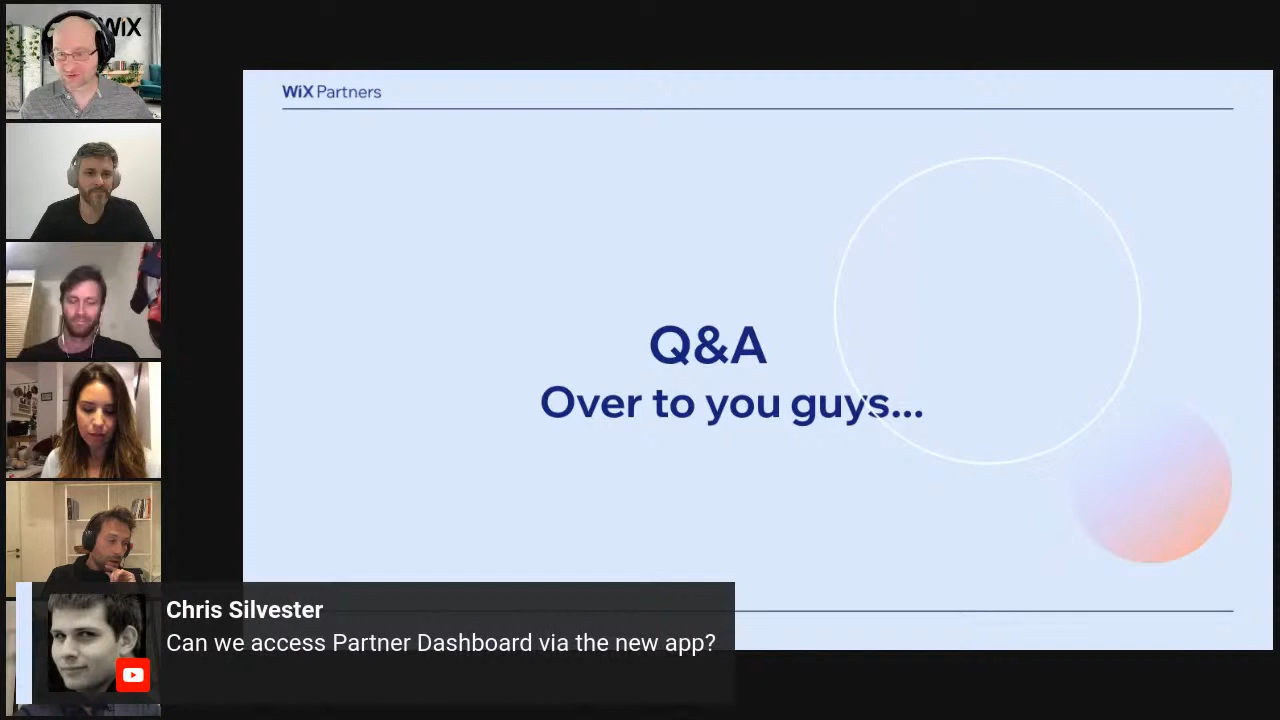 WiX
WiX Partners
Q&A
Over to you guys...
Chris Silvester
Can we access Partner Dashboard via the new app?